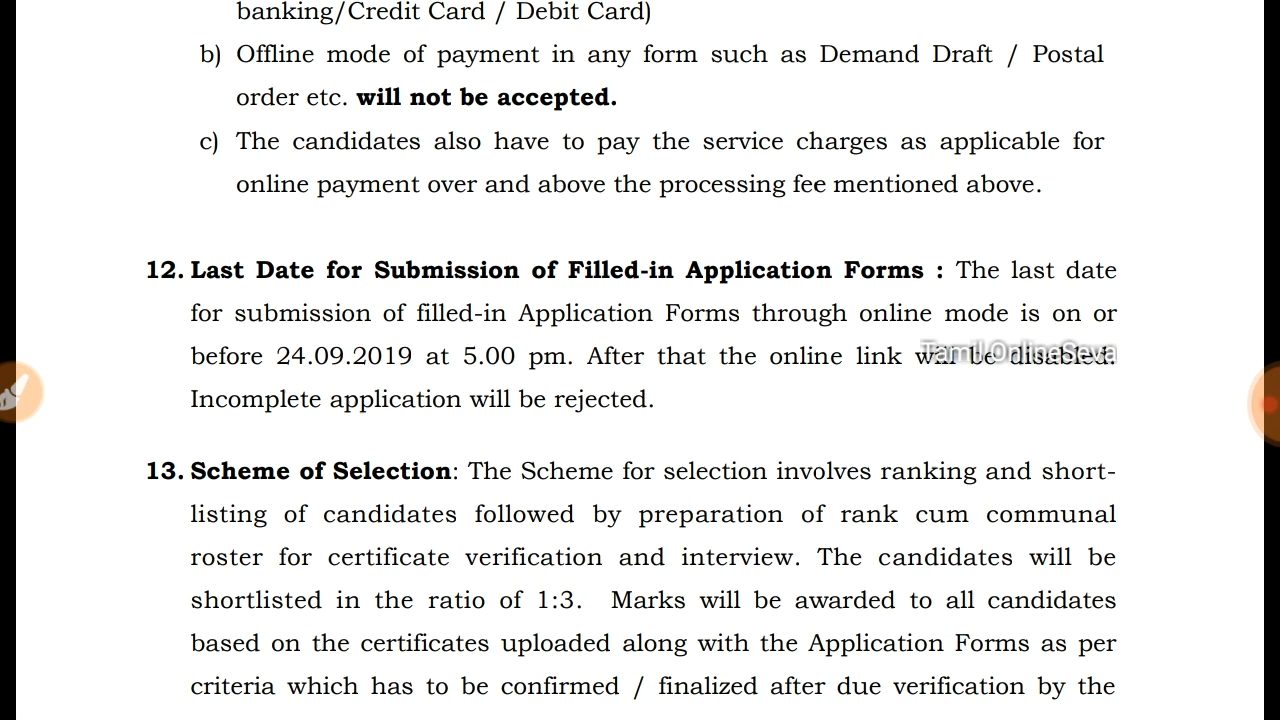 banking/Credit Card / Debit Card)
b) Offline mode of payment in any form such as Demand Draft / Postal
order etc. will not be accepted.
c) The candidates also have to pay the service charges as applicable for
online payment over and above the processing fee mentioned above.
12. Last Date for Submission of Filled-in Application Forms : The last date
for submission of filled-in Application Forms through online mode is on or
before 24.09.2019 at 5.00 pm. After that the online link will be disabled.
Tamil OnlineSeva
Incomplete application will be rejected.
13. Scheme of Selection: The Scheme for selection involves ranking and short-
listing of candidates followed by preparation of rank cum communal
roster for certificate verification and interview. The candidates will be
shortlisted in the ratio of 1:3. Marks will be awarded to all candidates
based on the certificates uploaded along with the Application Forms as per
criteria which has to be confirmed / finalized after due verification by the